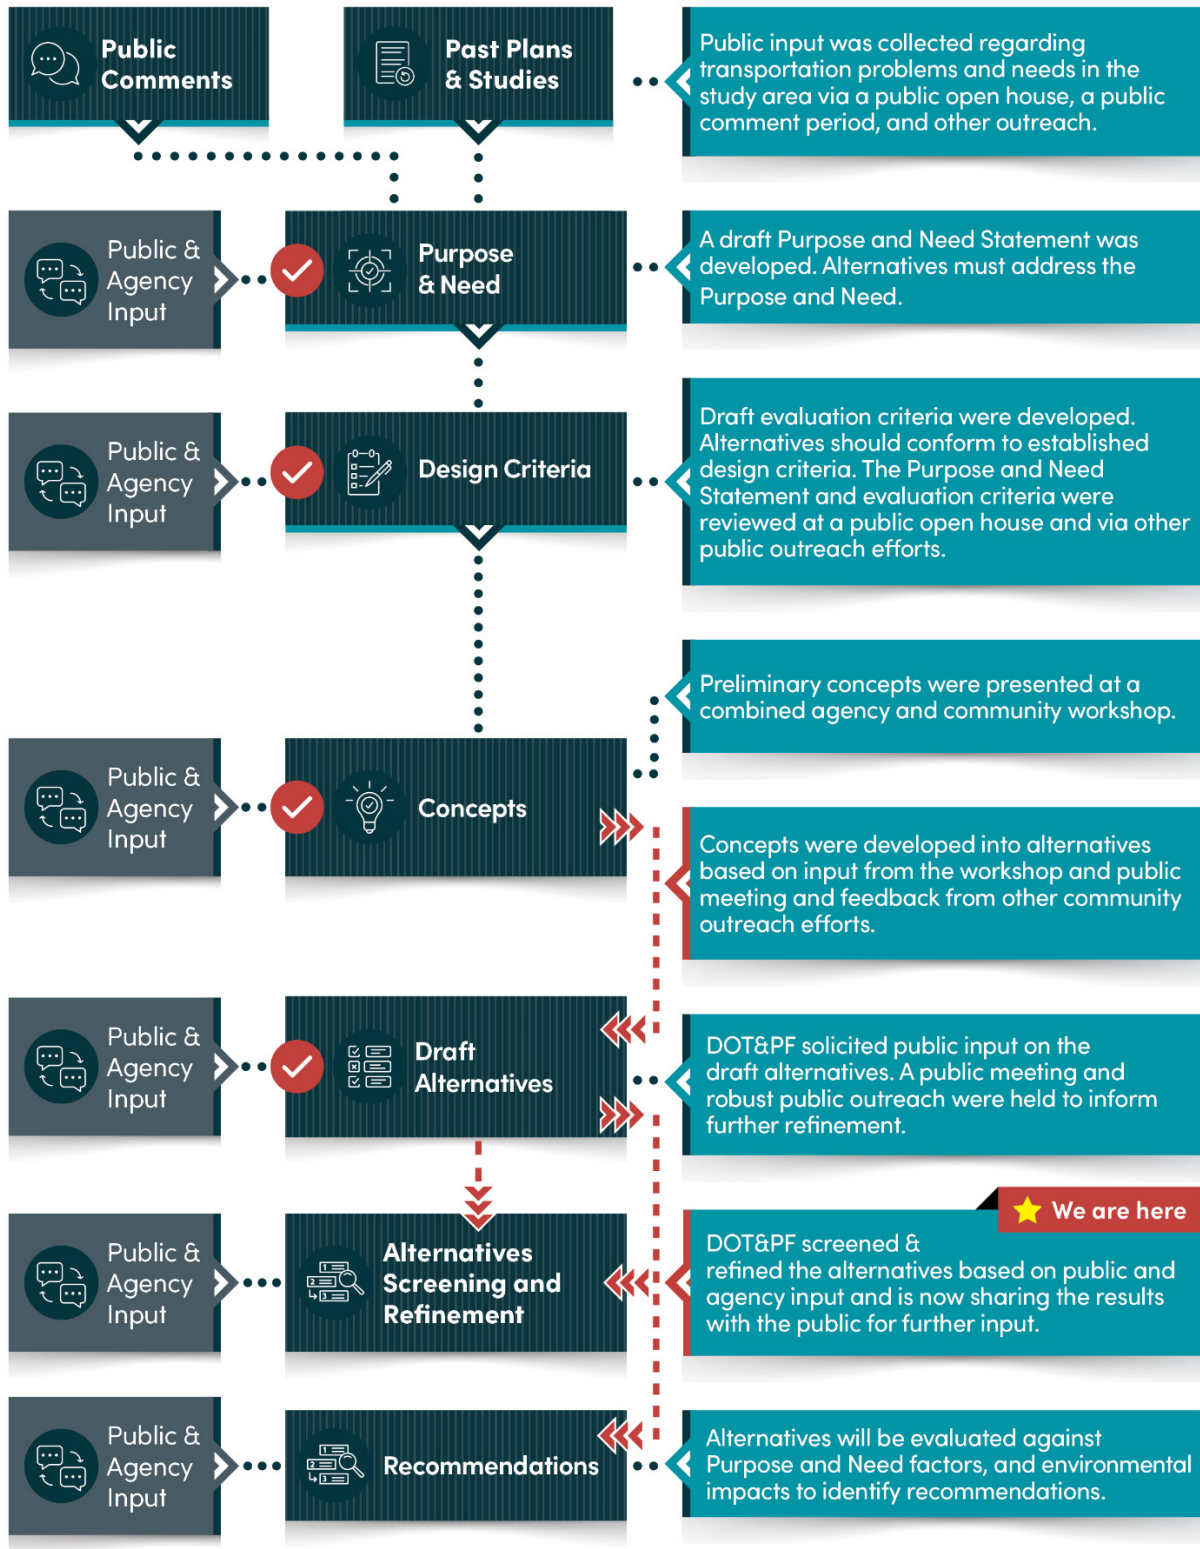 Public
Comments
Past Plans
& Studies
Public input was collected regarding
transportation problems and needs in the
study area via a public open house, a public
comment period, and other outreach.
Public &
Agency
Input
Purpose
& Need
A draft Purpose and Need Statement was
developed. Alternatives must address the
Purpose and Need.
Public &
Agency
Input
Design Criteria
Draft evaluation criteria were developed.
Alternatives should conform to established
design criteria. The Purpose and Need
Statement and evaluation criteria were
reviewed at a public open house and via other
public outreach efforts.
Preliminary concepts were presented at a
combined agency and community workshop.
Public &
Agency
Input
Concepts
Concepts were developed into alternatives
based on input from the workshop and public
meeting and feedback from other community
outreach efforts.
Public &
Agency
Input
Draft
Alternatives
DOT&PF solicited public input on the
draft alternatives. A public meeting and
robust public outreach were held to inform
further refinement.
We are here
Public &
Agency
Input
Alternatives
Screening and
Refinement
DOT&PF screened &
refined the alternatives based on public and
agency input and is now sharing the results
with the public for further input.
Public &
Agency
Input
Recommendations
Alternatives will be evaluated against
Purpose and Need factors, and environmental
impacts to identify recommendations.